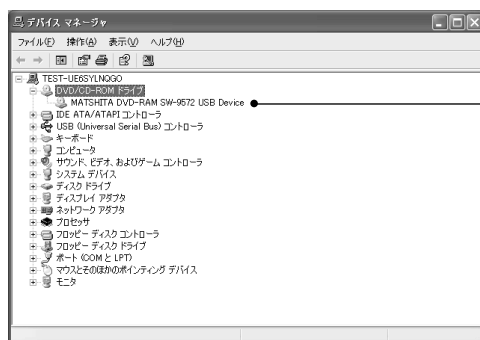 デバイス マネージャ
ファイル(F) 操作(A) 表示(V) ヘルプ(H)
TEST-UE6SYLNQGO
DVD/CD-ROM ドライブ
MATSHITA DVD-RAM SW-9572 USB Device
IDE ATA/ATAPI コントローラ
USB (Universal Serial Bus) コントローラ
キーボード
コンピュータ
サウンド、ビデオ、およびゲーム コントローラ
システム デバイス
ディスク ドライブ
ディスプレイ アダプタ
ネットワーク アダプタ
プロセッサ
フロッピー ディスク コントローラ
フロッピー ディスク ドライブ
ポート (COM と LPT)
マウスとそのほかのポインティング デバイス
モニタ